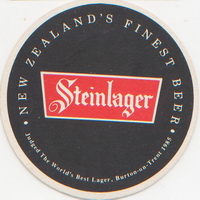 • NEW ZEALAND'S FINEST BEER •
Steinlager
Judged The World's Best Lager, Burton-on-Trent 1985